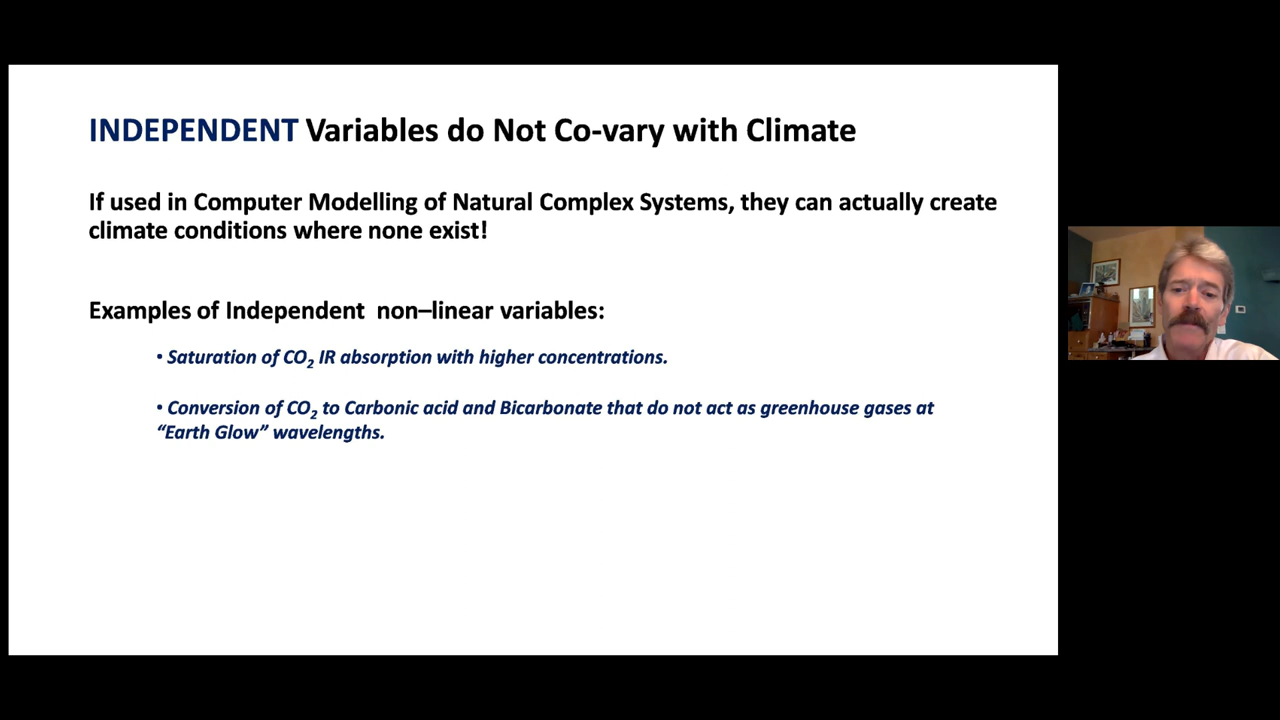 INDEPENDENT Variables do Not Co-vary with Climate
If used in Computer Modelling of Natural Complex Systems, they can actually create
climate conditions where none exist!
Examples of Independent  non–linear variables:
• Saturation of CO₂ IR absorption with higher concentrations.
• Conversion of CO₂ to Carbonic acid and Bicarbonate that do not act as greenhouse gases at
“Earth Glow” wavelengths.